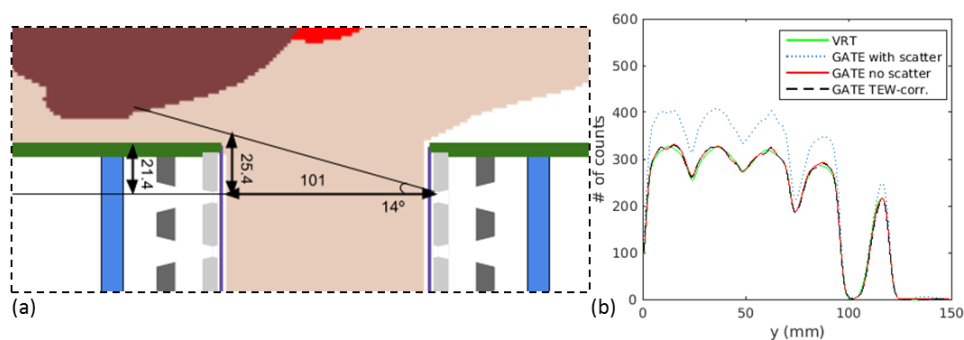 21.4
25.4
101
14°
(a)
(b)
600
500
400
300
200
100
0
# of counts
VRT
GATE with scatter
GATE no scatter
GATE TEW-corr.
0 50 100 150
y (mm)